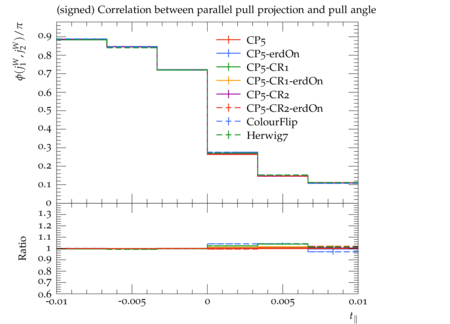 (signed) Correlation between parallel pull projection and pull angle
ϕ(j₁ᵂ, j₂ᵂ)/π
0.9
0.8
0.7
0.6
0.5
0.4
0.3
0.2
0.1
0
CP5
CP5-erdOn
CP5-CR1
CP5-CR1-erdOn
CP5-CR2
CP5-CR2-erdOn
ColourFlip
Herwig7
Ratio
1.3
1.2
1.1
1
0.9
0.8
0.7
0.6
-0.01 -0.005 0 0.005 0.01
t∥